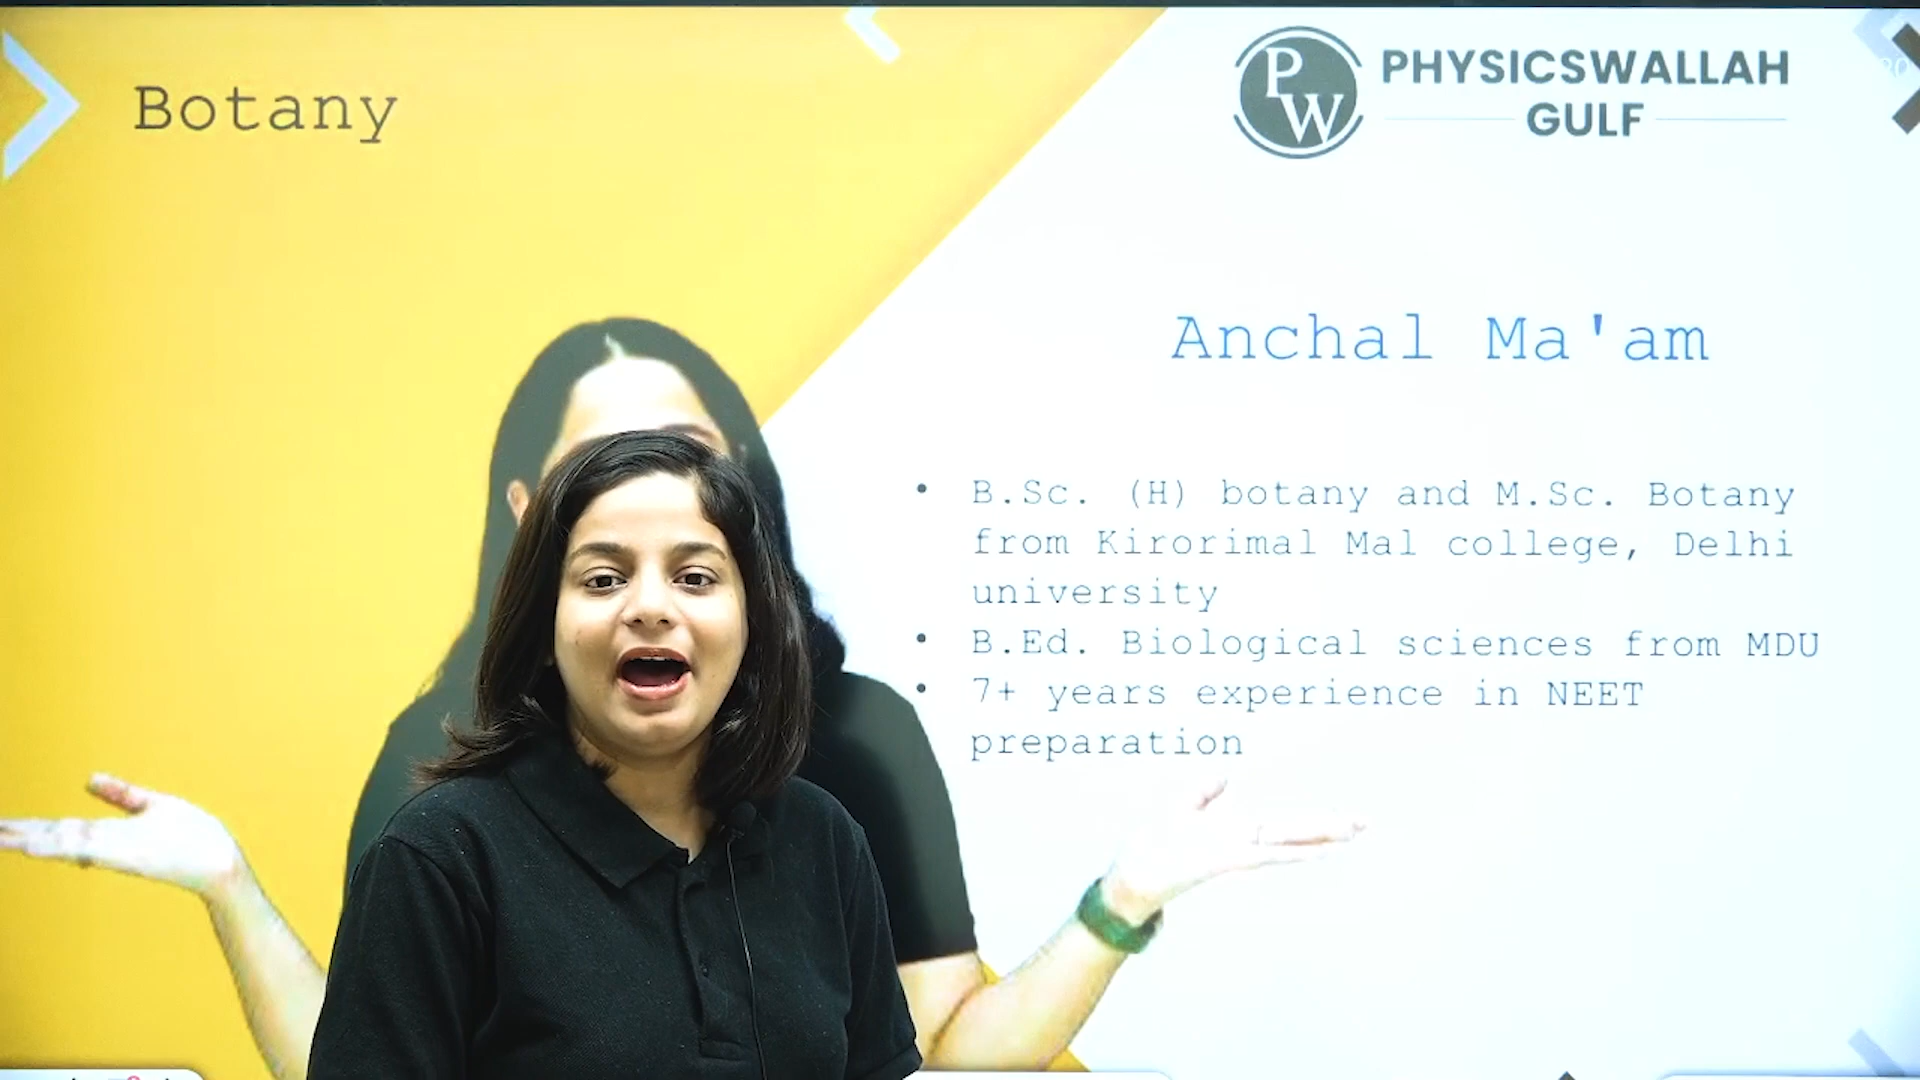 Botany
PW
PHYSICSWALLAH
GULF
Anchal Ma'am
• B.Sc. (H) botany and M.Sc. Botany
from Kirorimal Mal college, Delhi
university
• B.Ed. Biological sciences from MDU
• 7+ years experience in NEET
preparation